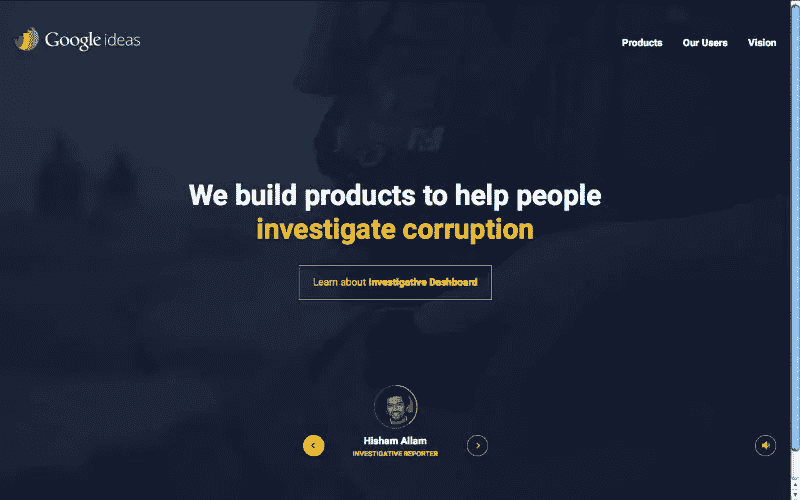 Google ideas
Products Our Users Vision
We build products to help people
investigate corruption
Learn about Investigative Dashboard
Hisham Allam
INVESTIGATIVE REPORTER